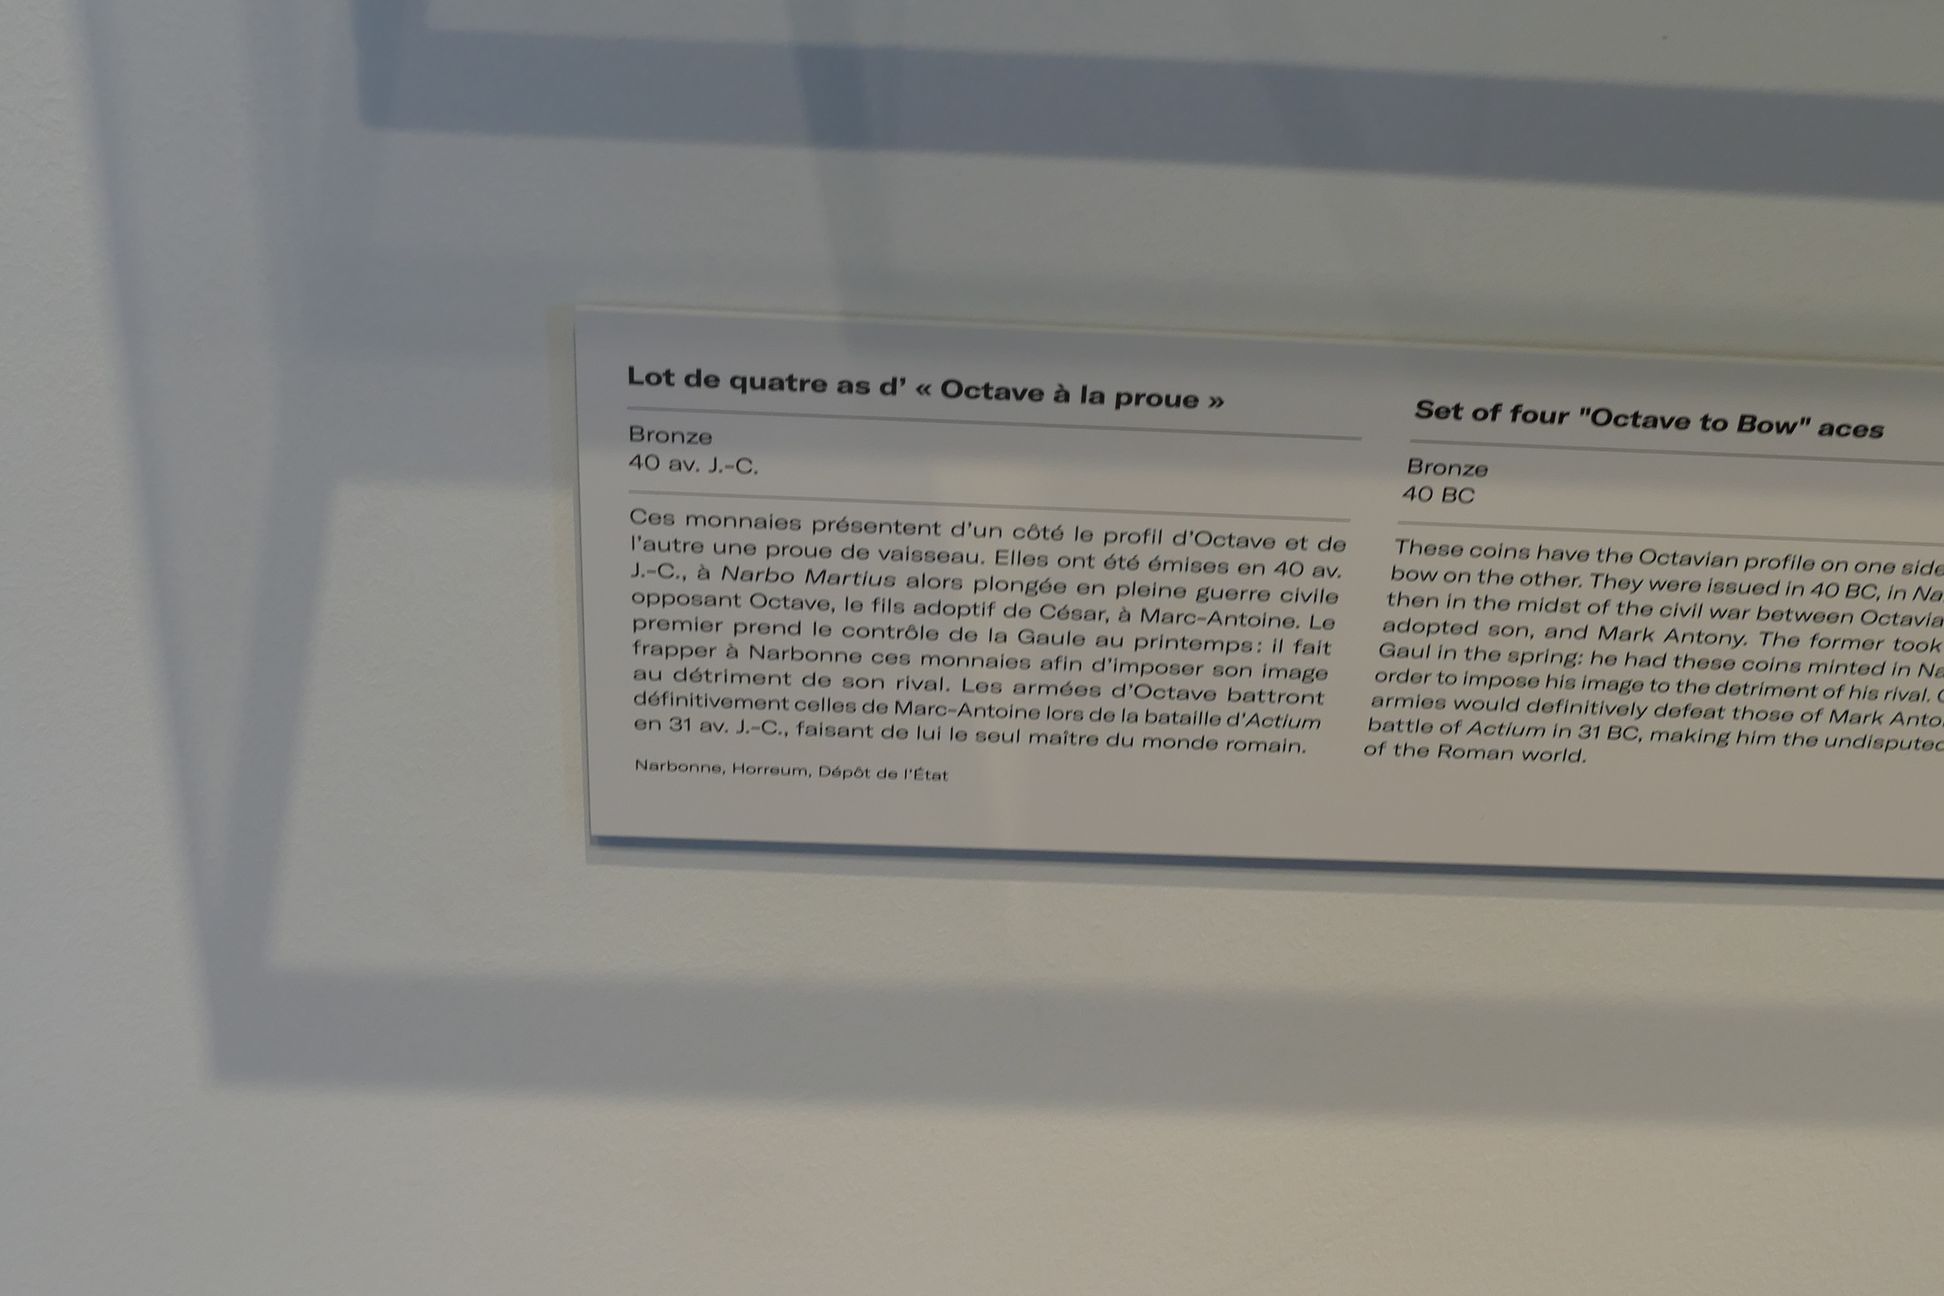 Lot de quatre as d' « Octave à la proue »
Bronze
40 av. J.-C.
Ces monnaies présentent d'un côté le profil d'Octave et de
l'autre une proue de vaisseau. Elles ont été émises en 40 av.
J.-C., à Narbo Martius alors plongée en pleine guerre civile
opposant Octave, le fils adoptif de César, à Marc-Antoine. Le
premier prend le contrôle de la Gaule au printemps : il fait
frapper à Narbonne ces monnaies afin d'imposer son image
au détriment de son rival. Les armées d'Octave battront
définitivement celles de Marc-Antoine lors de la bataille d'Actium
en 31 av. J.-C., faisant de lui le seul maître du monde romain.
Narbonne, Horreum, Dépôt de l'État
Set of four "Octave to Bow" aces
Bronze
40 BC
These coins have the Octavian profile on one side
bow on the other. They were issued in 40 BC, in
then in the midst of the civil war between
adopted son, and Mark Antony. The former took
Gaul in the spring: he had these coins minted in
order to impose his image to the detriment of his rival.
armies would definitively defeat those of Mark
battle of Actium in 31 BC, making him the undisputed
of the Roman world.